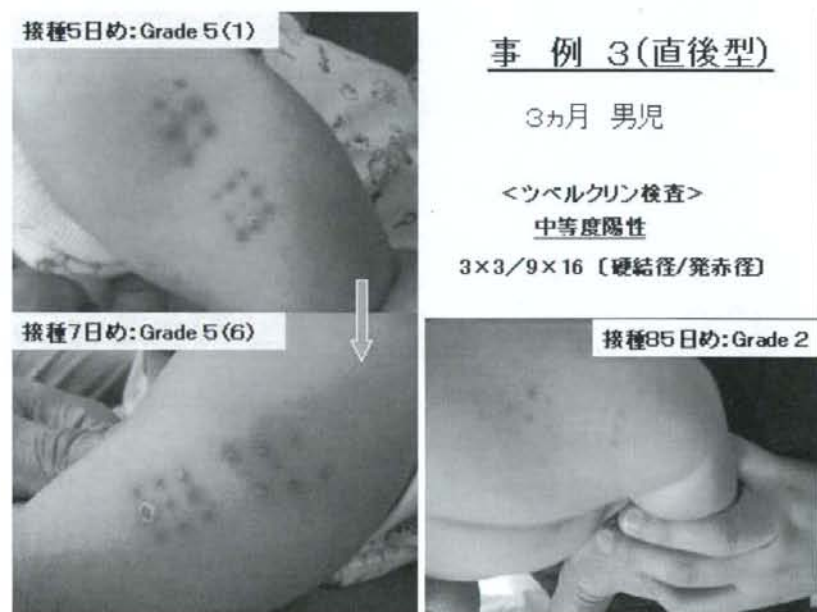 接種5日め:Grade 5(1)
事 例 3(直後型)
3ヵ月 男児
<ツベルクリン検査>
中等度陽性
3×3/9×16 〔硬結径/発赤径〕
接種7日め:Grade 5(6)
接種85日め:Grade 2